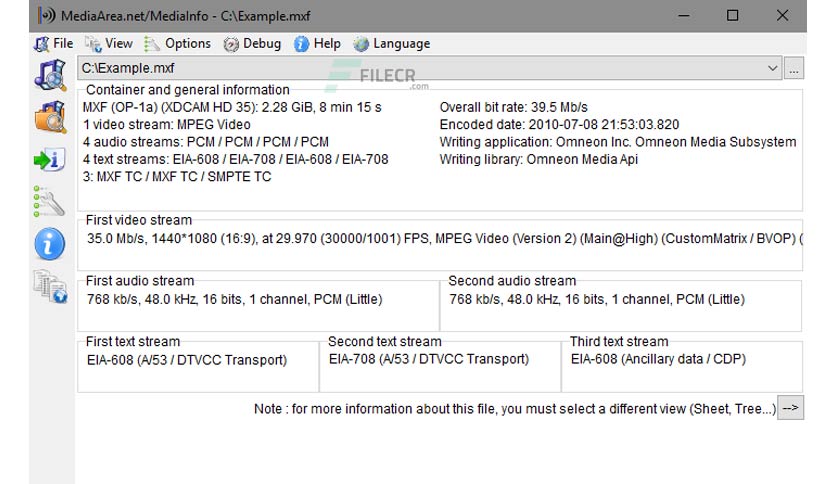 MediaArea.net/MediaInfo - C:\Example.mxf
File View Options Debug Help Language
C:\Example.mxf
...
FILECR
.com
Container and general information
MXF (OP-1a) (XDCAM HD 35): 2.28 GiB, 8 min 15 s
1 video stream: MPEG Video
4 audio streams: PCM / PCM / PCM / PCM
4 text streams: EIA-608 / EIA-708 / EIA-608 / EIA-708
3: MXF TC / MXF TC / SMPTE TC
Overall bit rate: 39.5 Mb/s
Encoded date: 2010-07-08 21:53:03.820
Writing application: Omneon Inc. Omneon Media Subsystem
Writing library: Omneon Media Api
First video stream
35.0 Mb/s, 1440*1080 (16:9), at 29.970 (30000/1001) FPS, MPEG Video (Version 2) (Main@High) (CustomMatrix / BVOP) (
First audio stream
768 kb/s, 48.0 kHz, 16 bits, 1 channel, PCM (Little)
Second audio stream
768 kb/s, 48.0 kHz, 16 bits, 1 channel, PCM (Little)
First text stream
EIA-608 (A/53 / DTVCC Transport)
Second text stream
EIA-708 (A/53 / DTVCC Transport)
Third text stream
EIA-608 (Ancillary data / CDP)
Note : for more information about this file, you must select a different view (Sheet, Tree...) -->